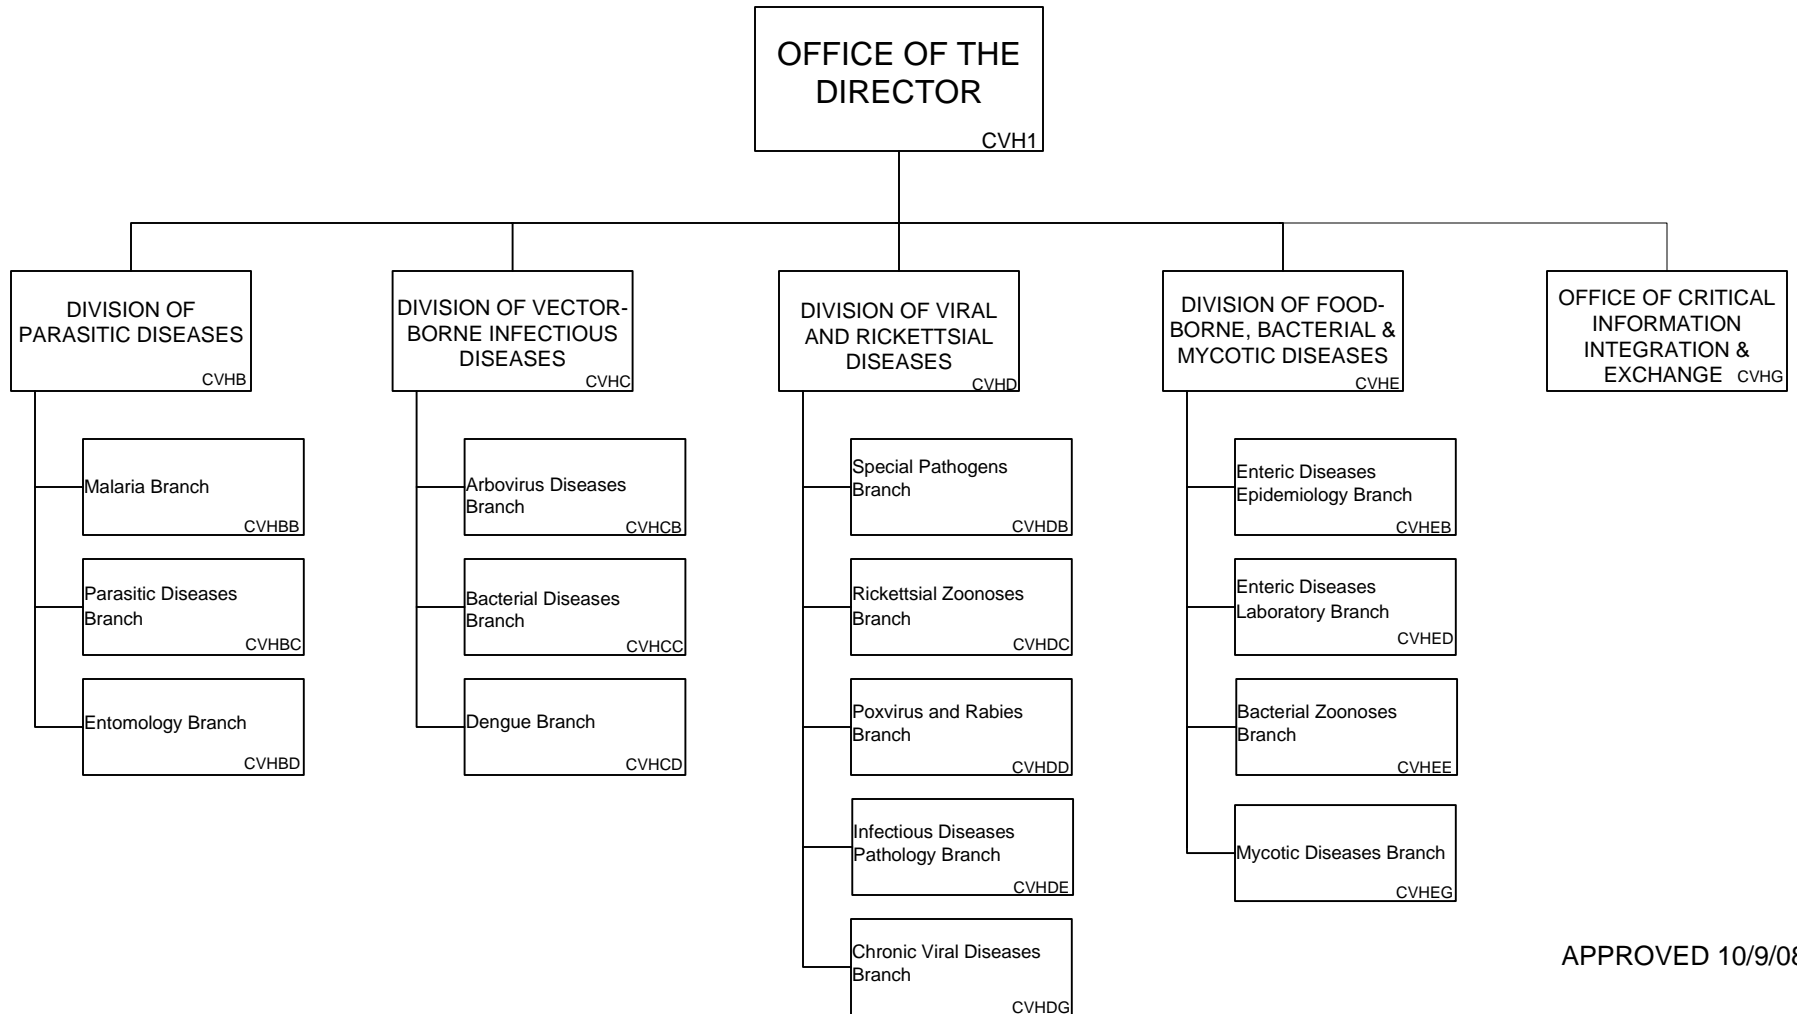 OFFICE OF THE
DIRECTOR
CVH1
DIVISION OF
PARASITIC DISEASES
CVHB
DIVISION OF VECTOR-
BORNE INFECTIOUS
DISEASES
CVHC
DIVISION OF VIRAL
AND RICKETTSIAL
DISEASES
CVHD
DIVISION OF FOOD-
BORNE, BACTERIAL &
MYCOTIC DISEASES
CVHE
OFFICE OF CRITICAL
INFORMATION
INTEGRATION &
EXCHANGE CVHG
Malaria Branch
CVHBB
Parasitic Diseases
Branch
CVHBC
Entomology Branch
CVHBD
Arbovirus Diseases
Branch
CVHCB
Bacterial Diseases
Branch
CVHCC
Dengue Branch
CVHCD
Special Pathogens
Branch
CVHDB
Rickettsial Zoonoses
Branch
CVHDC
Poxvirus and Rabies
Branch
CVHDD
Infectious Diseases
Pathology Branch
CVHDE
Chronic Viral Diseases
Branch
CVHDG
Enteric Diseases
Epidemiology Branch
CVHEB
Enteric Diseases
Laboratory Branch
CVHED
Bacterial Zoonoses
Branch
CVHEE
Mycotic Diseases Branch
CVHEG
APPROVED 10/9/08